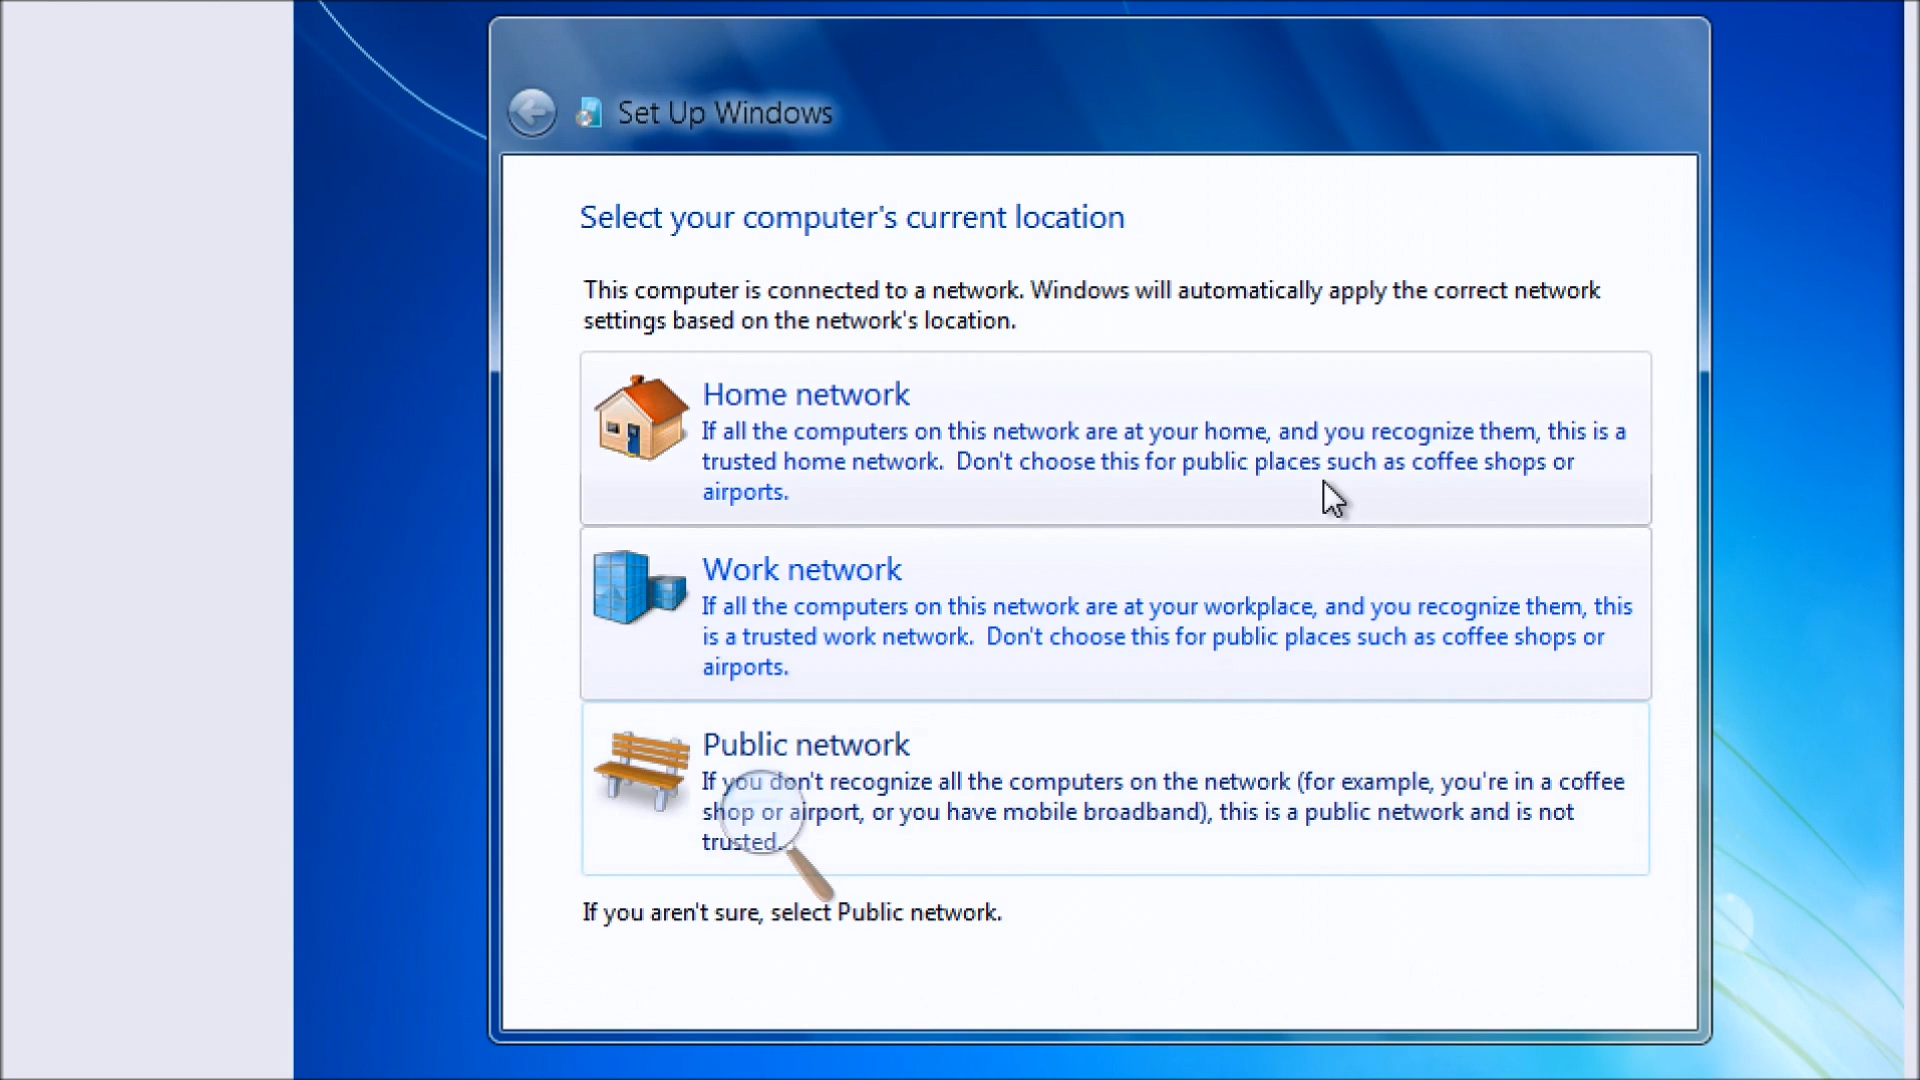 Set Up Windows
Select your computer's current location
This computer is connected to a network. Windows will automatically apply the correct network
settings based on the network's location.
Home network
If all the computers on this network are at your home, and you recognize them, this is a
trusted home network.  Don't choose this for public places such as coffee shops or
airports.
Work network
If all the computers on this network are at your workplace, and you recognize them, this
is a trusted work network.  Don't choose this for public places such as coffee shops or
airports.
Public network
If you don't recognize all the computers on the network (for example, you're in a coffee
shop or airport, or you have mobile broadband), this is a public network and is not
trusted.
If you aren't sure, select Public network.